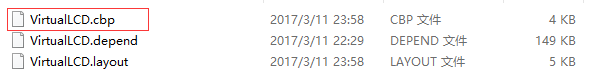 VirtualLCD.cbp 2017/3/11 23:58 CBP 文件 4 KB
VirtualLCD.depend 2017/3/11 22:29 DEPEND 文件 149 KB
VirtualLCD.layout 2017/3/11 23:58 LAYOUT 文件 5 KB